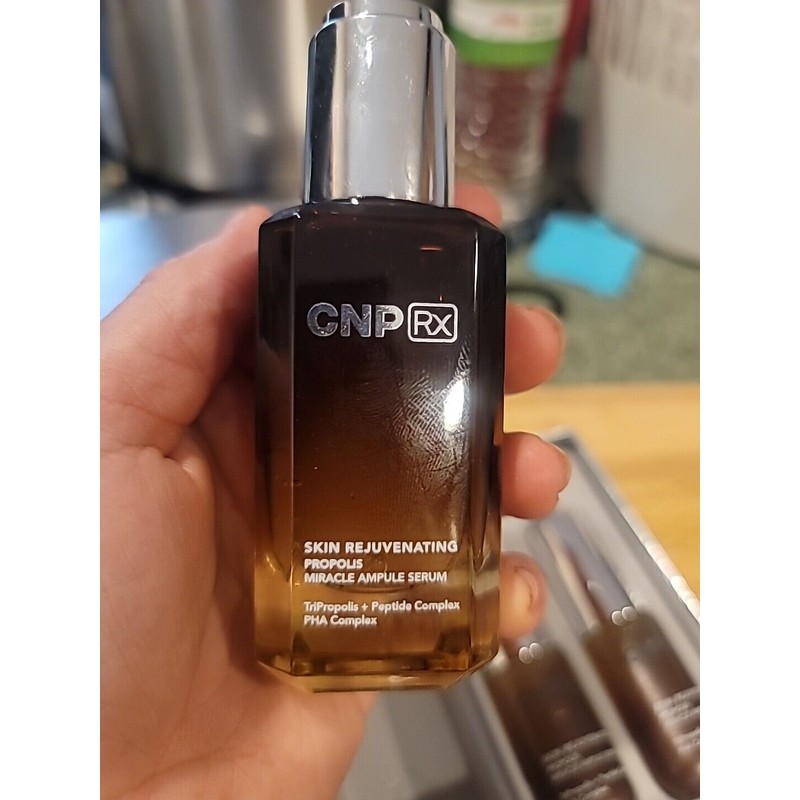 CNP Rx
SKIN REJUVENATING
PROPOLIS
MIRACLE AMPULE SERUM
TriPropolis + Peptide Complex
PHA Complex